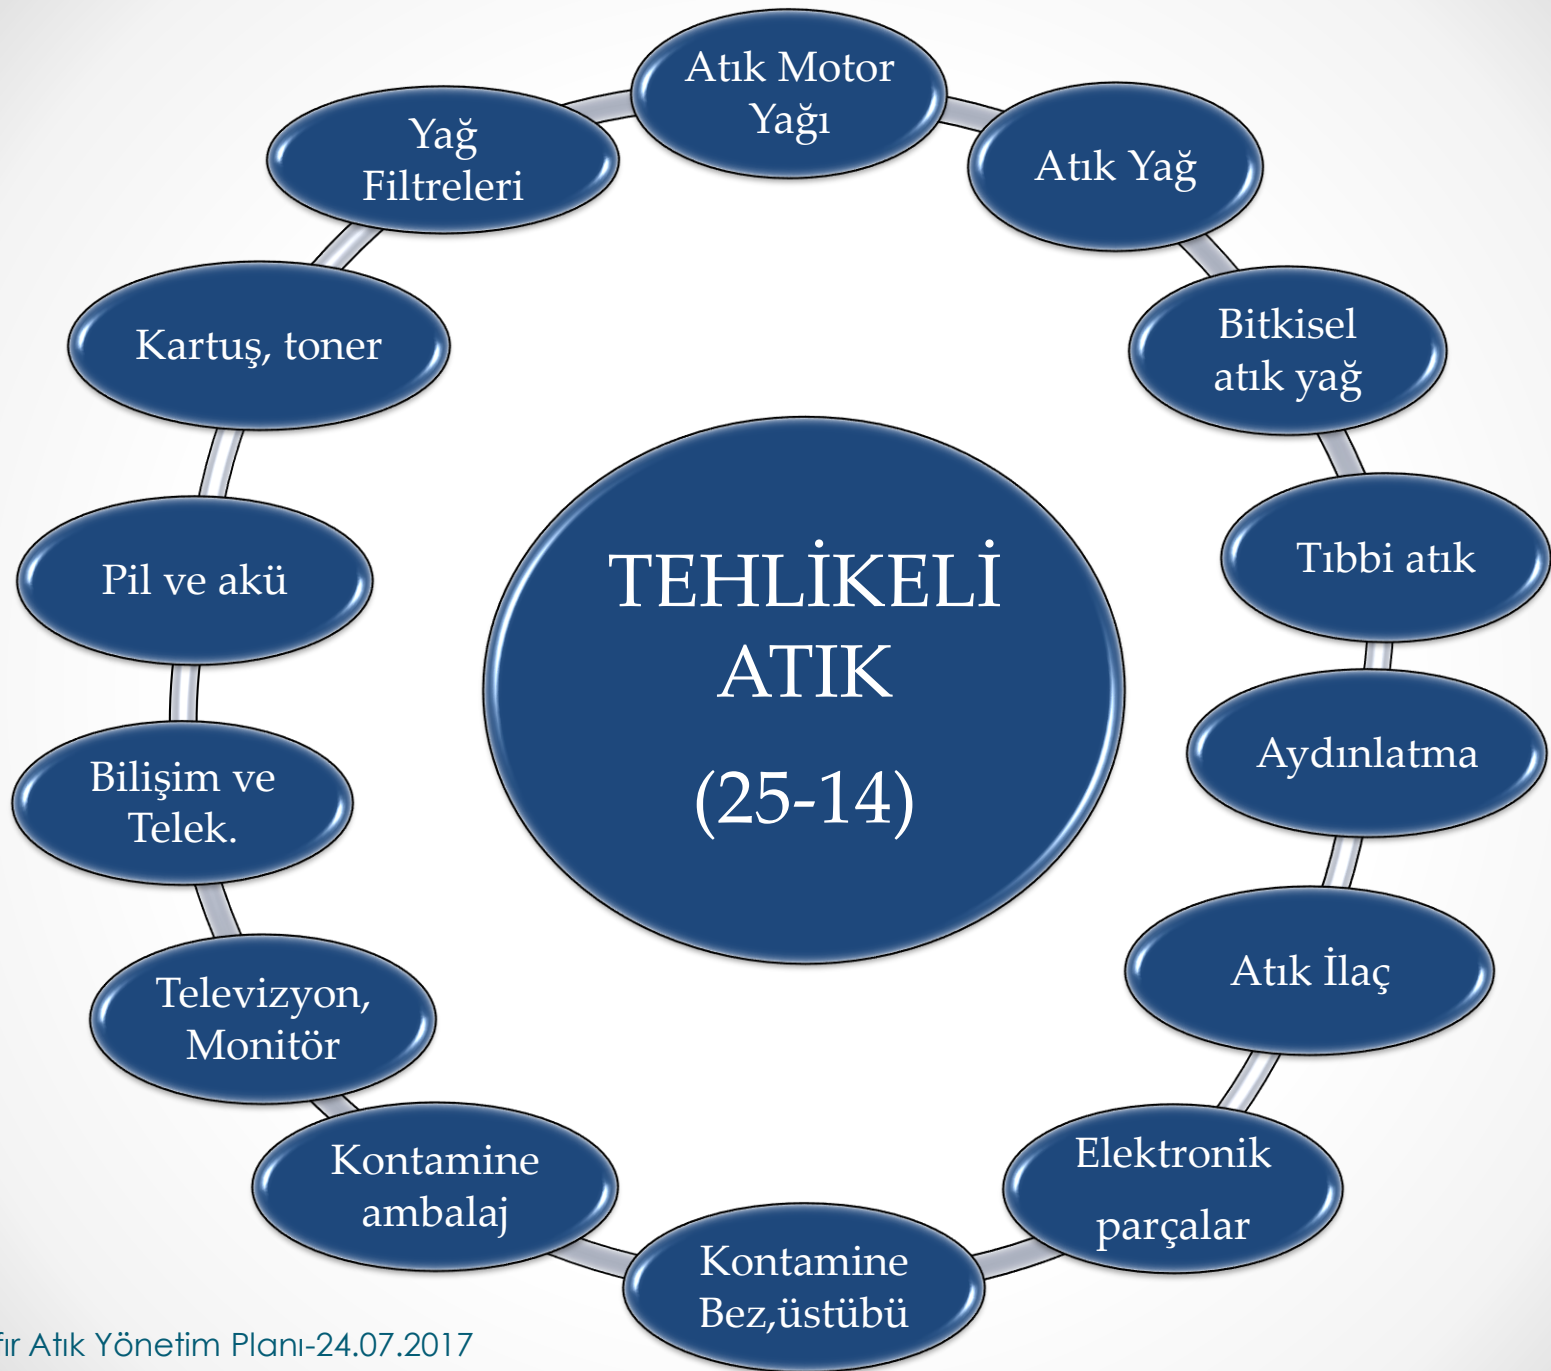 Atık Motor
Yağı
Atık Yağ
Bitkisel
atık yağ
Tıbbi atık
Aydınlatma
Atık İlaç
Elektronik
parçalar
Kontamine
Bez,üstübü
Kontamine
ambalaj
Televizyon,
Monitör
Bilişim ve
Telek.
Pil ve akü
Kartuş, toner
Yağ
Filtreleri
TEHLİKELİ
ATIK
(25-14)
Atık Yönetim Planı-24.07.2017